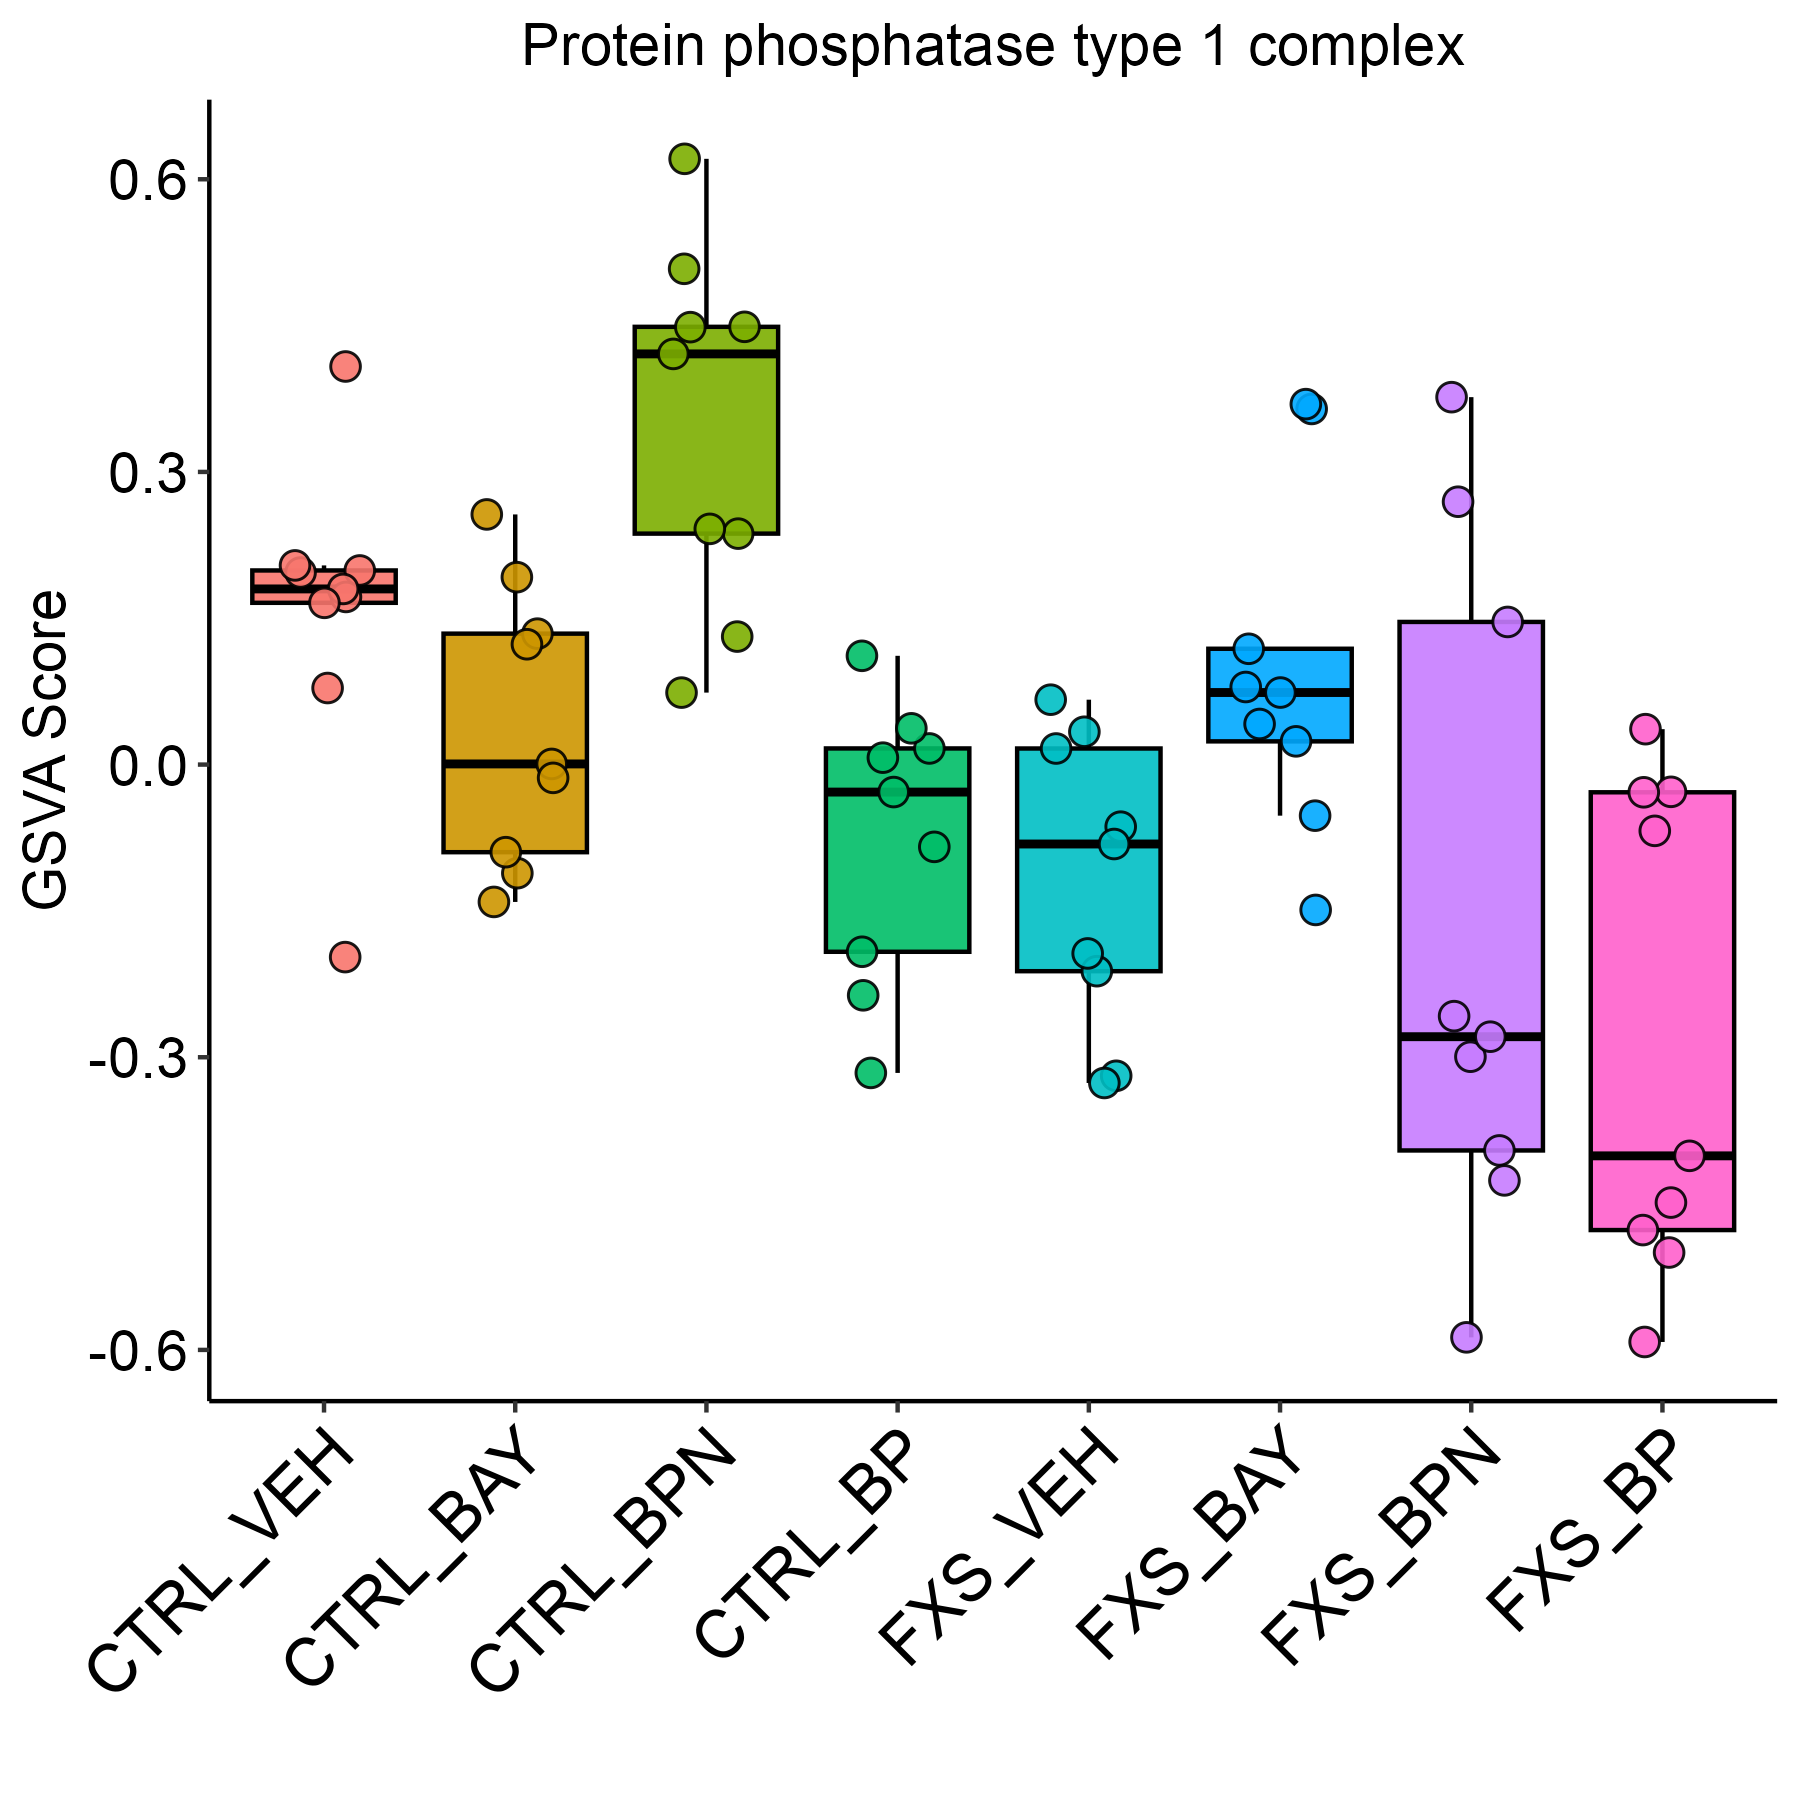 Protein phosphatase type 1 complex
GSVA Score
0.6
0.3
0.0
-0.3
-0.6
CTRL_VEH
CTRL_BAY
CTRL_BPN
CTRL_BP
FXS_VEH
FXS_BAY
FXS_BPN
FXS_BP